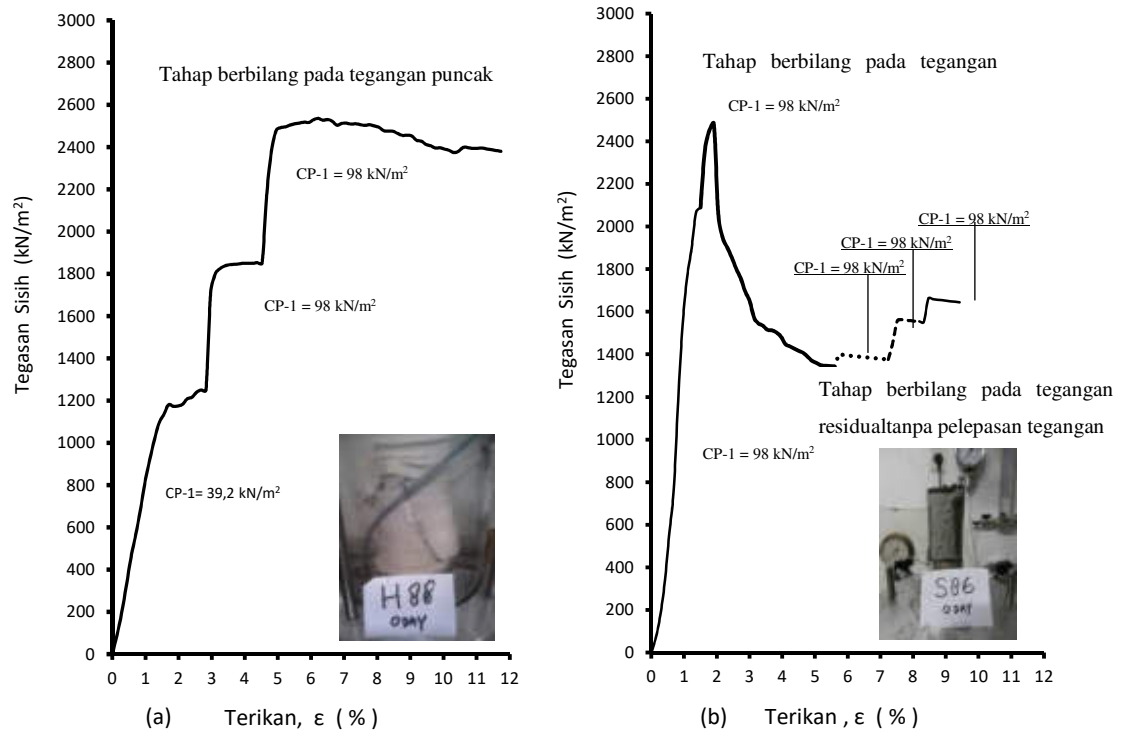 3000
2800
2600
2400
2200
2000
1800
1600
1400
1200
1000
800
600
400
200
0
Tegasan Sisih (kN/m²)
Tahap berbilang pada tegangan puncak
CP-1 = 98 kN/m²
CP-1 = 98 kN/m²
CP-1= 39,2 kN/m²
H88
0DAY
0 1 2 3 4 5 6 7 8 9 10 11 12
(a) Terikan, ε ( % )
3000
2800
2600
2400
2200
2000
1800
1600
1400
1200
1000
800
600
400
200
0
Tegasan Sisih (kN/m²)
Tahap berbilang pada tegangan
CP-1 = 98 kN/m²
CP-1 = 98 kN/m²
CP-1 = 98 kN/m²
CP-1 = 98 kN/m²
Tahap berbilang pada tegangan
residualtanpa pelepasan tegangan
CP-1 = 98 kN/m²
S86
0DAY
0 1 2 3 4 5 6 7 8 9 10 11 12
(b) Terikan , ε ( % )